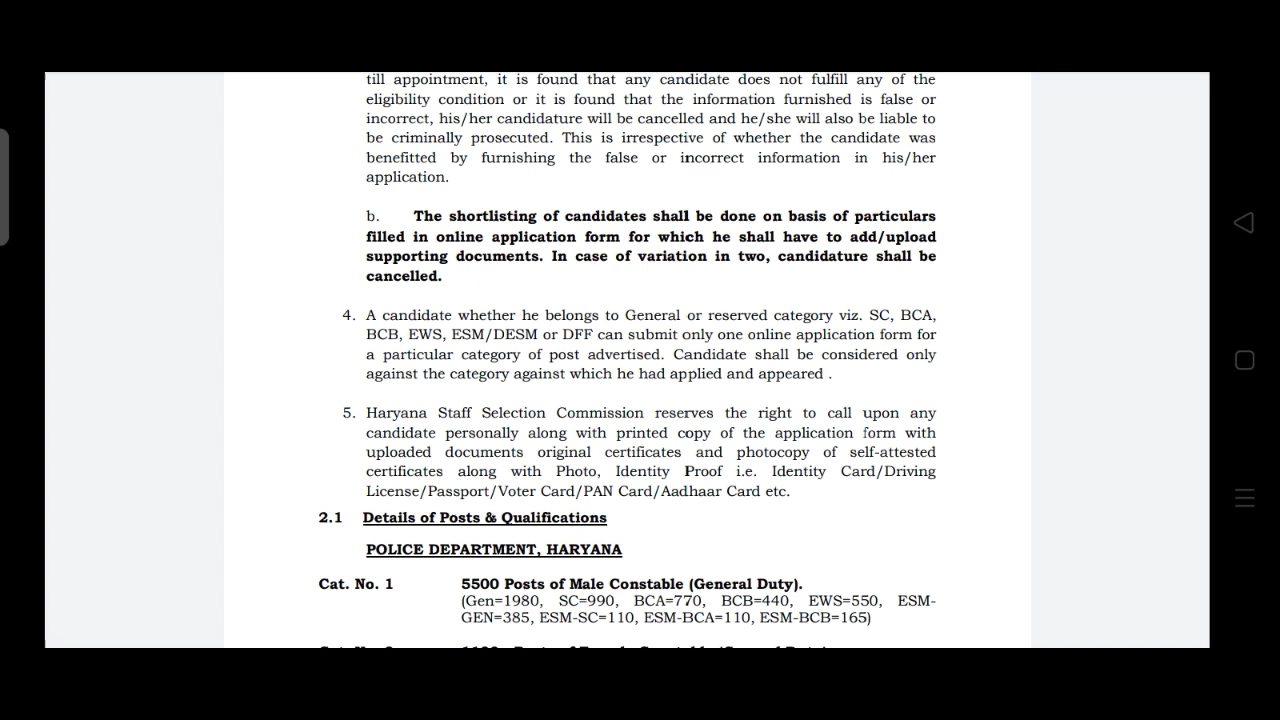 till appointment, it is found that any candidate does not fulfill any of the
eligibility condition or it is found that the information furnished is false or
incorrect, his/her candidature will be cancelled and he/she will also be liable to
be criminally prosecuted. This is irrespective of whether the candidate was
benefitted by furnishing the false or incorrect information in his/her
application.
b. The shortlisting of candidates shall be done on basis of particulars
filled in online application form for which he shall have to add/upload
supporting documents. In case of variation in two, candidature shall be
cancelled.
4. A candidate whether he belongs to General or reserved category viz. SC, BCA,
BCB, EWS, ESM/DESM or DFF can submit only one online application form for
a particular category of post advertised. Candidate shall be considered only
against the category against which he had applied and appeared .
5. Haryana Staff Selection Commission reserves the right to call upon any
candidate personally along with printed copy of the application form with
uploaded documents original certificates and photocopy of self-attested
certificates along with Photo, Identity Proof i.e. Identity Card/Driving
License/Passport/Voter Card/PAN Card/Aadhaar Card etc.
2.1 Details of Posts & Qualifications
POLICE DEPARTMENT, HARYANA
Cat. No. 1 5500 Posts of Male Constable (General Duty).
(Gen=1980, SC=990, BCA=770, BCB=440, EWS=550, ESM-
GEN=385, ESM-SC=110, ESM-BCA=110, ESM-BCB=165)